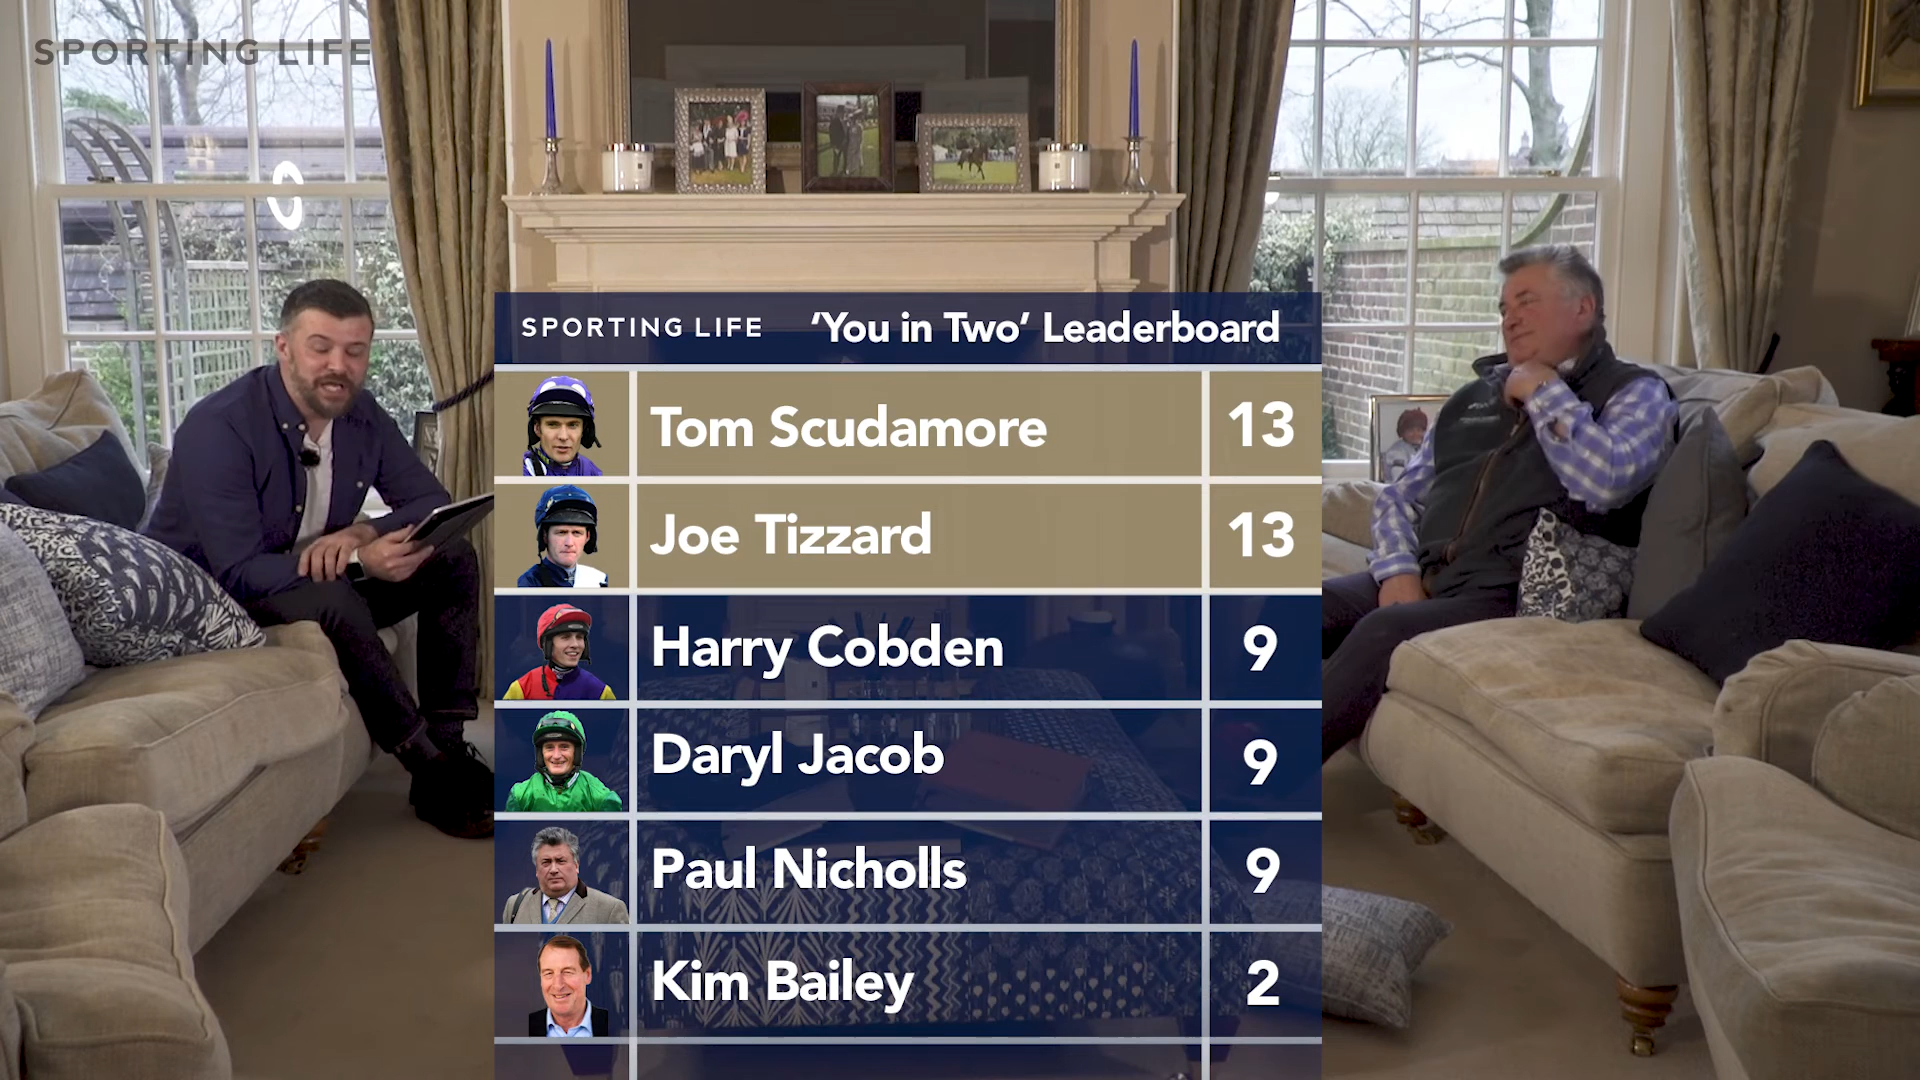 SPORTING LIFE
SPORTING LIFE 'You in Two' Leaderboard
Tom Scudamore 13
Joe Tizzard 13
Harry Cobden 9
Daryl Jacob 9
Paul Nicholls 9
Kim Bailey 2